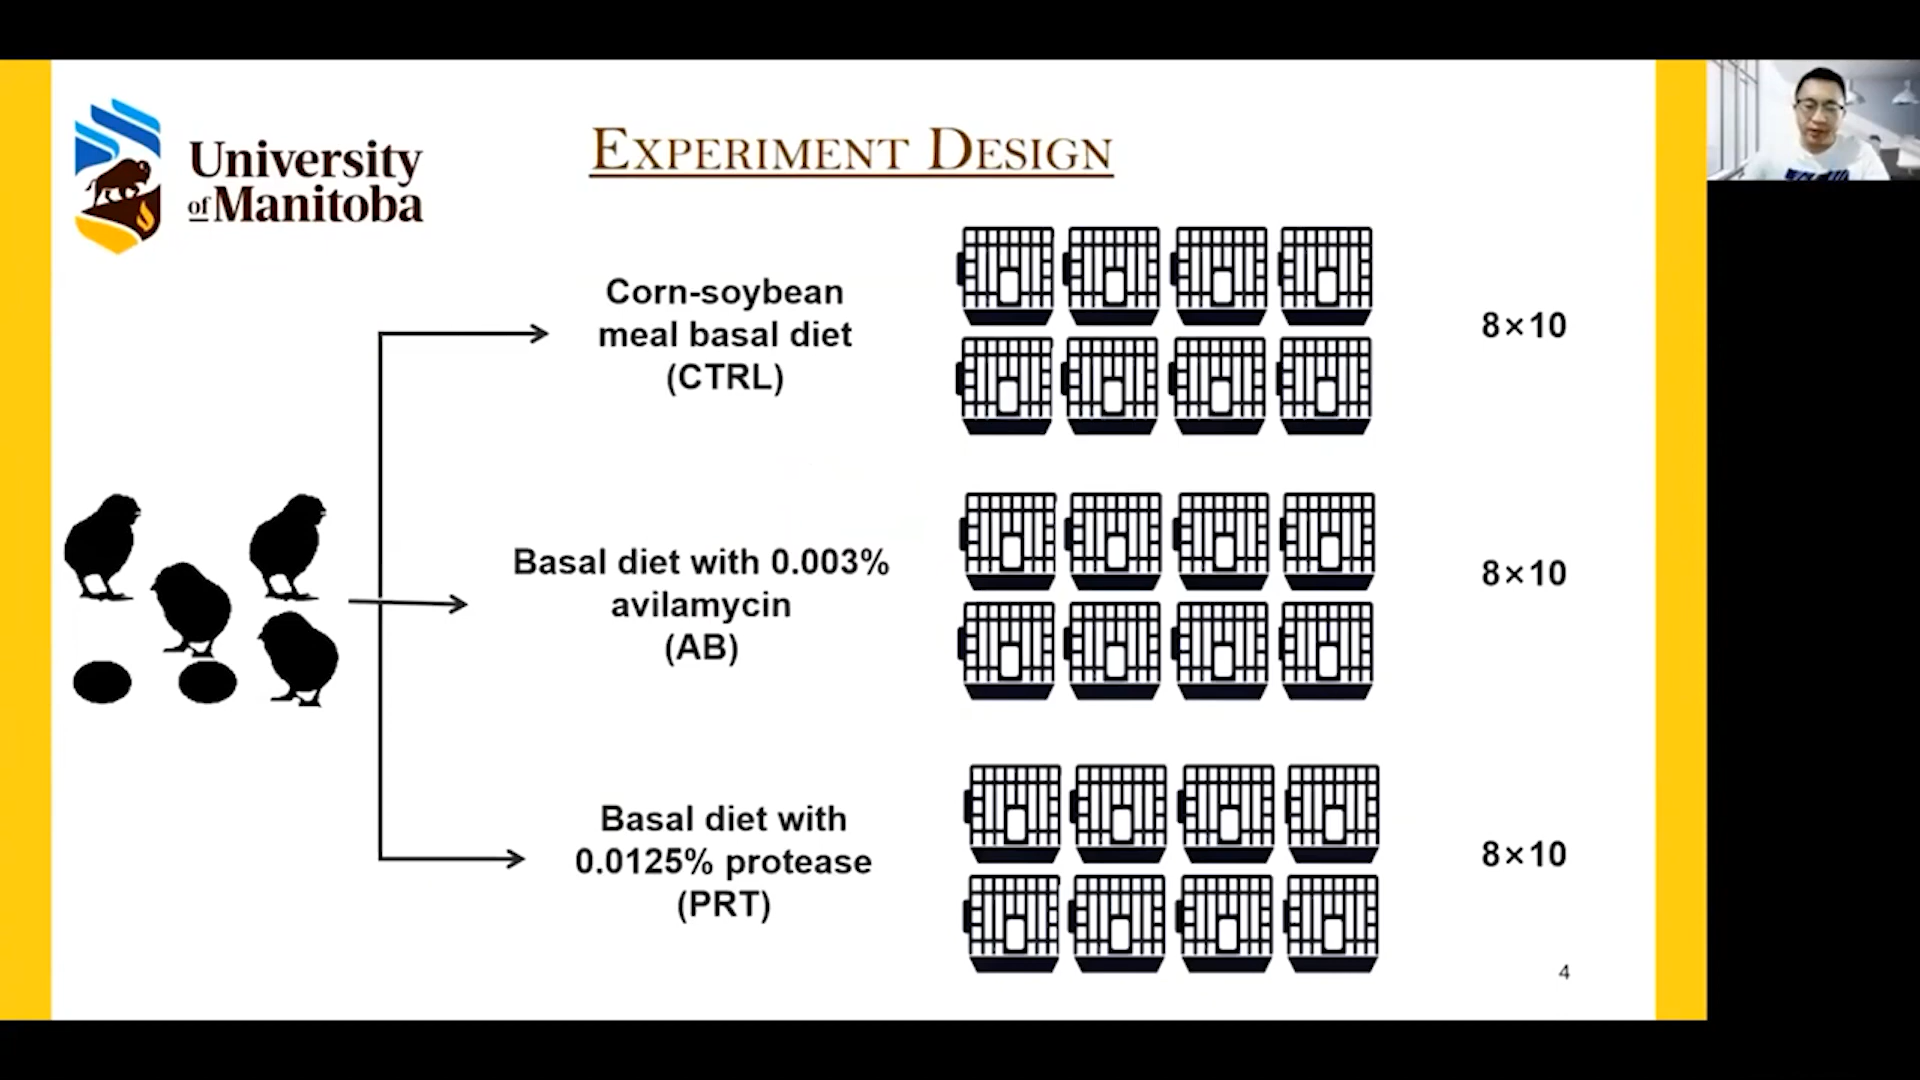 University
of Manitoba
EXPERIMENT DESIGN
Corn-soybean
meal basal diet
(CTRL)
8×10
Basal diet with 0.003%
avilamycin
(AB)
8×10
Basal diet with
0.0125% protease
(PRT)
8×10
4